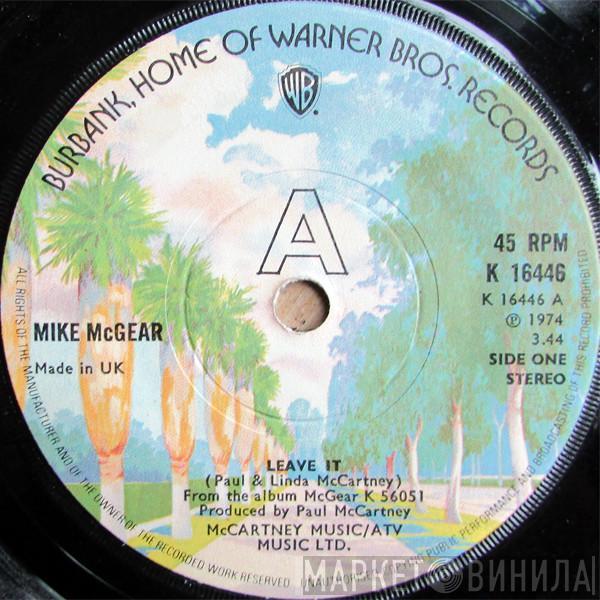 BURBANK, HOME OF WARNER BROS. RECORDS
WB
A
45 RPM
K 16446
K 16446 A
℗ 1974
3.44
SIDE ONE
STEREO
MIKE McGEAR
Made in UK
LEAVE IT
(Paul & Linda McCartney)
From the album McGear K 56051
Produced by Paul McCartney
McCARTNEY MUSIC/ATV
MUSIC LTD.
ALL RIGHTS OF THE MANUFACTURER AND OF THE OWNER OF THE RECORDED WORK RESERVED UNAUTHORISED PUBLIC PERFORMANCE AND BROADCASTING OF THIS RECORD PROHIBITED
МАРКЕТ ВИНИЛА